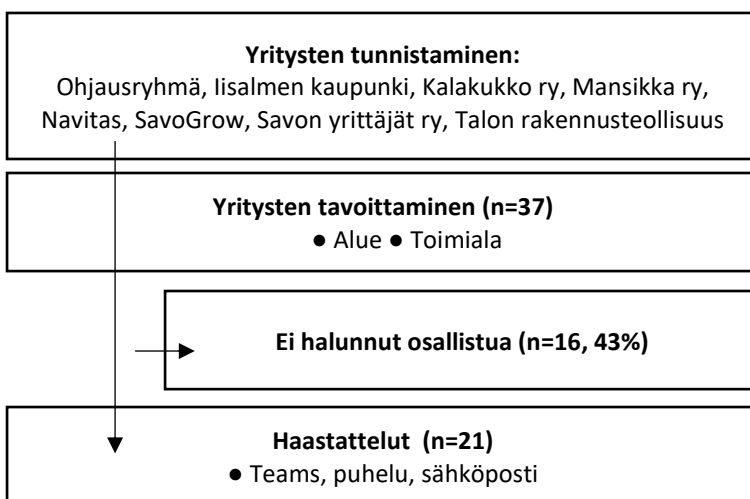 Yritysten tunnistaminen:
Ohjausryhmä, Iisalmen kaupunki, Kalakukko ry, Mansikka ry,
Navitas, SavoGrow, Savon yrittäjät ry, Talon rakennusteollisuus
Yritysten tavoittaminen (n=37)
● Alue ● Toimiala
Ei halunnut osallistua (n=16, 43%)
Haastattelut (n=21)
● Teams, puhelu, sähköposti